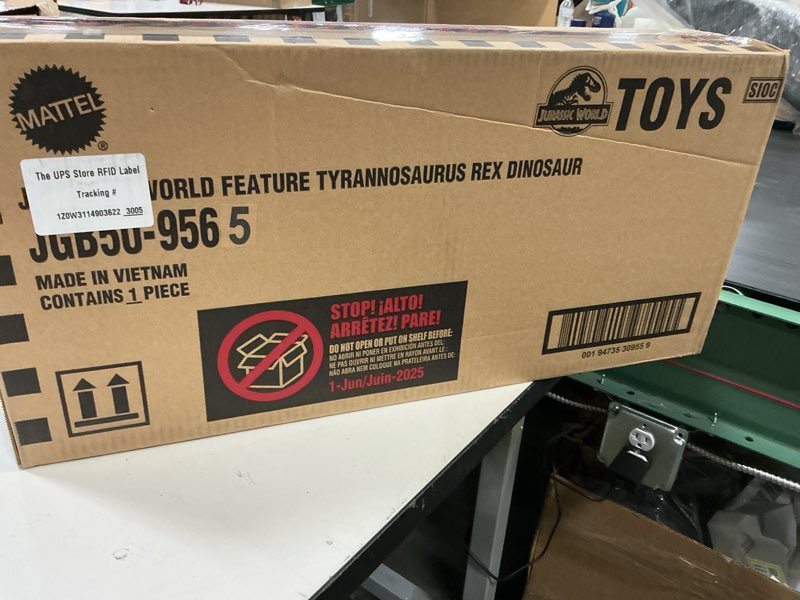 MATTEL
®
JURASSIC WORLD
TOYS
SIOC
The UPS Store RFID Label
Tracking #
1Z0W3114903622 3005
WORLD FEATURE TYRANNOSAURUS REX DINOSAUR
JGB50-956 5
MADE IN VIETNAM
CONTAINS 1 PIECE
STOP! ¡ALTO!
ARRÊTEZ! PARE!
DO NOT OPEN OR PUT ON SHELF BEFORE:
NO ABRIR NI PONER EN EXHIBICIÓN ANTES DEL:
NE PAS OUVRIR NI METTRE EN RAYON AVANT LE :
NÃO ABRA NEM COLOQUE NA PRATELEIRA ANTES DE:
1-Jun/Juin-2025
001 94735 30955 9